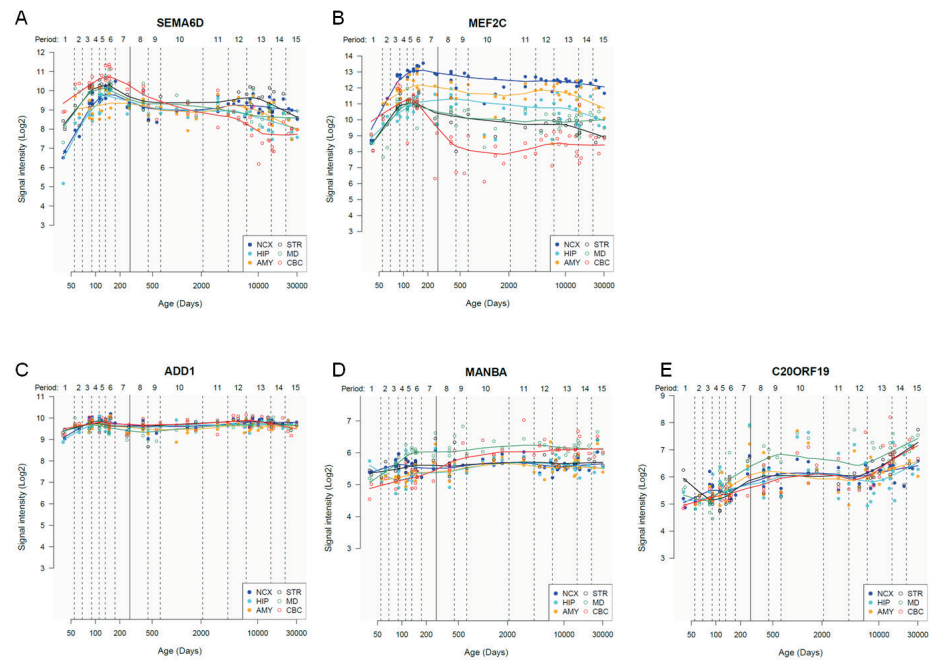 A
SEMA6D
Period: 1 2 3 4 5 6 7 8 9 10 11 12 13 14 15
12
11
10
9
8
7
6
5
4
3
Signal intensity (Log2)
NCX STR
HIP MD
AMY CBC
50 100 200 500 2000 10000 30000
Age (Days)
B
MEF2C
Period: 1 2 3 4 5 6 7 8 9 10 11 12 13 14 15
14
13
12
11
10
9
8
7
6
5
4
3
Signal intensity (Log2)
NCX STR
HIP MD
AMY CBC
50 100 200 500 2000 10000 30000
Age (Days)
C
ADD1
Period: 1 2 3 4 5 6 7 8 9 10 11 12 13 14 15
11
10
9
8
7
6
5
4
3
Signal intensity (Log2)
NCX STR
HIP MD
AMY CBC
50 100 200 500 2000 10000 30000
Age (Days)
D
MANBA
Period: 1 2 3 4 5 6 7 8 9 10 11 12 13 14 15
7
6
5
4
3
Signal intensity (Log2)
NCX STR
HIP MD
AMY CBC
50 100 200 500 2000 10000 30000
Age (Days)
E
C20ORF19
Period: 1 2 3 4 5 6 7 8 9 10 11 12 13 14 15
9
8
7
6
5
4
3
Signal intensity (Log2)
NCX STR
HIP MD
AMY CBC
50 100 200 500 2000 10000 30000
Age (Days)